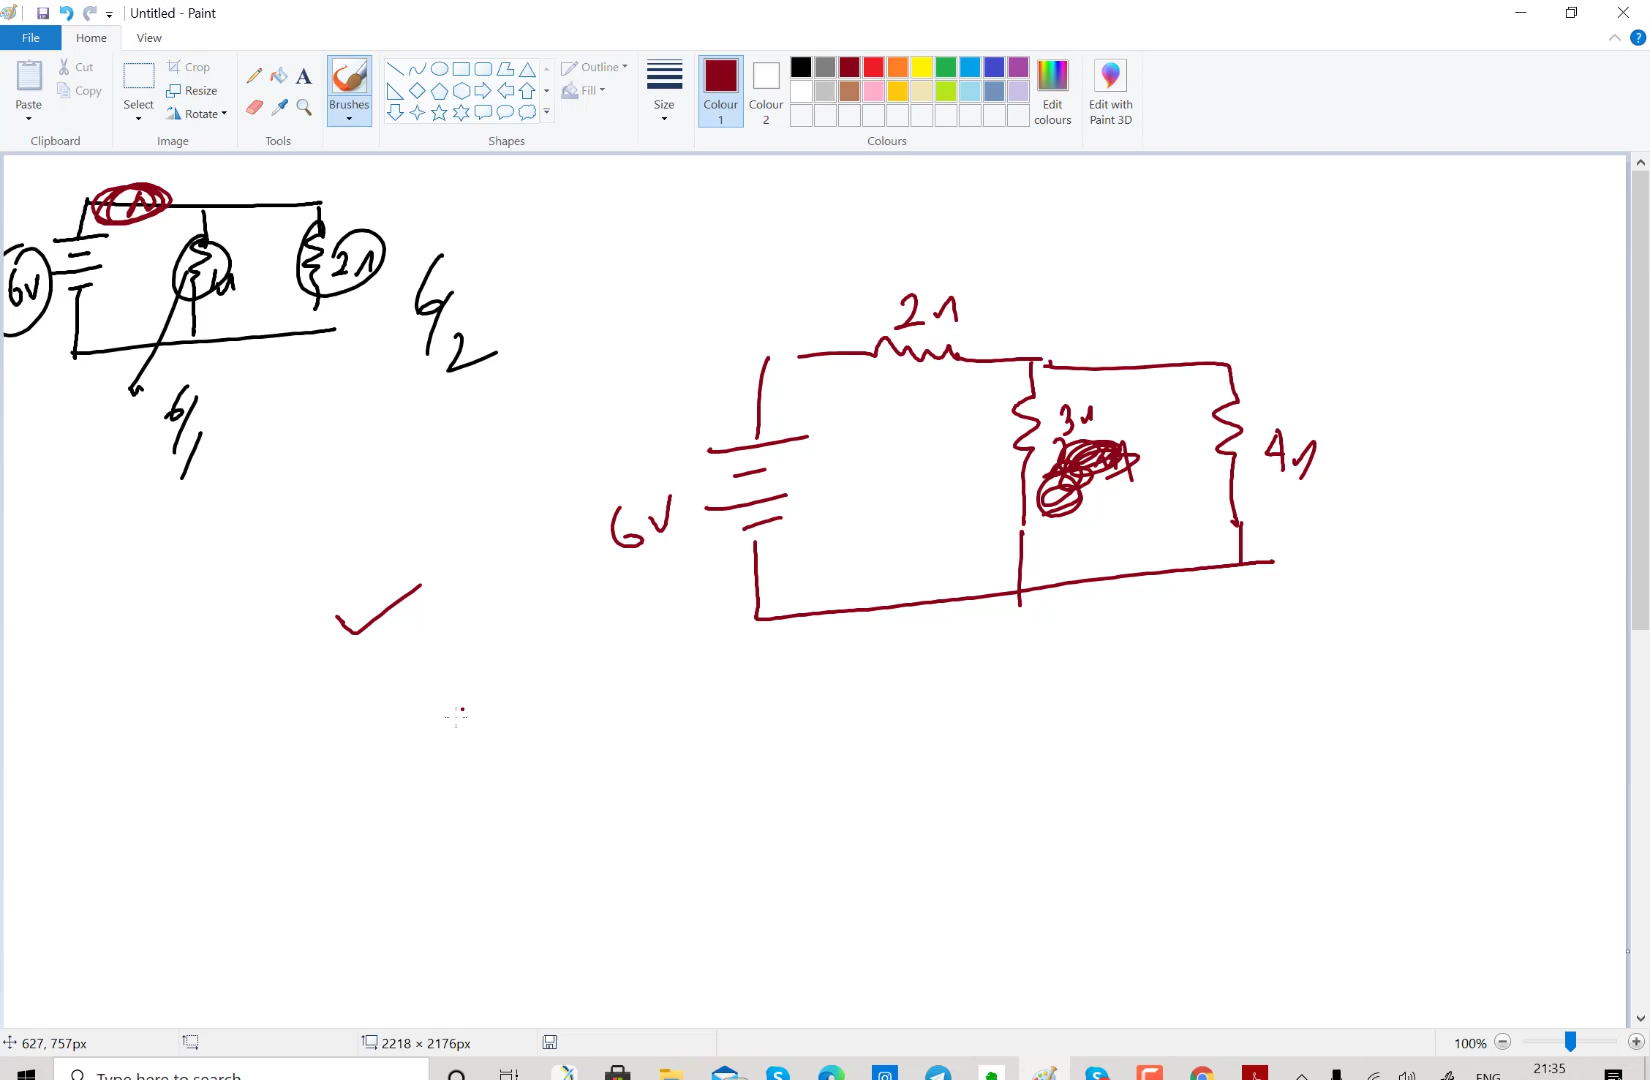 Untitled - Paint
File Home View
Paste
Cut
Copy
Clipboard
Select
Crop
Resize
Rotate
Image
A
Tools
Brushes
Outline
Fill
Shapes
Size
Colour 1
Colour 2
Edit colours
Edit with Paint 3D
Colours
6V
2Ω
6/2
6/1
2Ω
3Ω
4Ω
6V
627, 757px
2218 × 2176px
100%
Type here to search
ENG
21:35